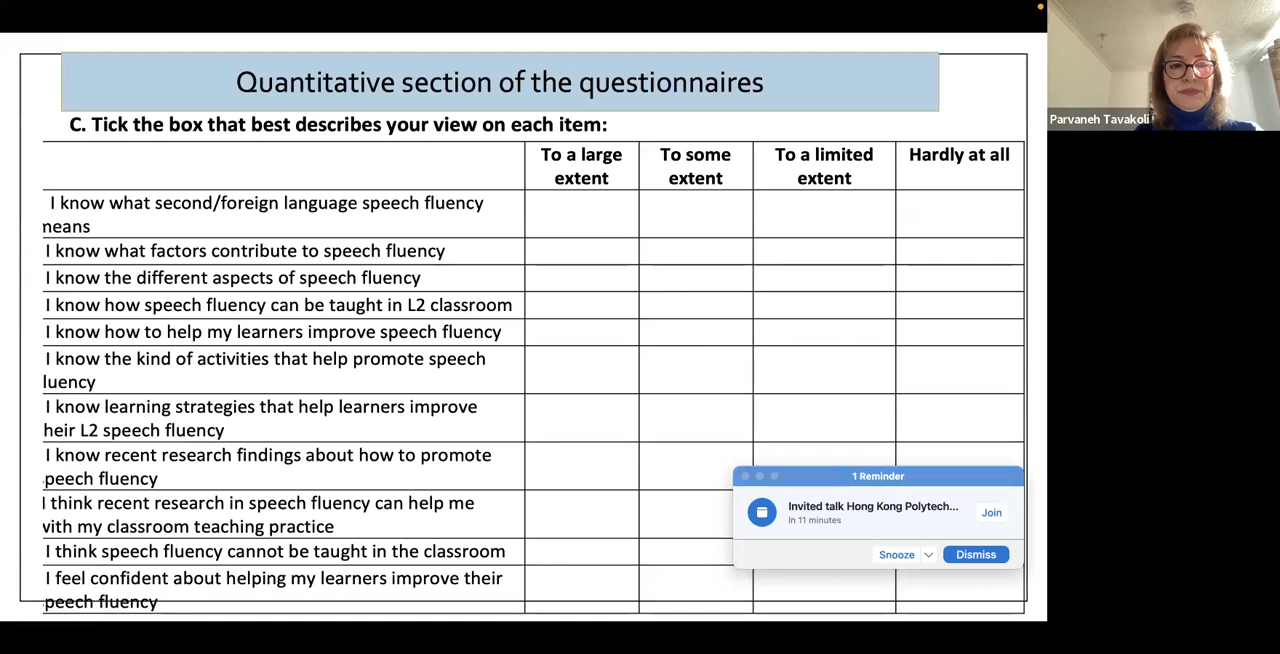 Quantitative section of the questionnaires
C. Tick the box that best describes your view on each item:
To a large extent
To some extent
To a limited extent
Hardly at all
I know what second/foreign language speech fluency
neans
I know what factors contribute to speech fluency
I know the different aspects of speech fluency
I know how speech fluency can be taught in L2 classroom
I know how to help my learners improve speech fluency
I know the kind of activities that help promote speech
luency
I know learning strategies that help learners improve
heir L2 speech fluency
I know recent research findings about how to promote
peech fluency
I think recent research in speech fluency can help me
vith my classroom teaching practice
I think speech fluency cannot be taught in the classroom
I feel confident about helping my learners improve their
peech fluency
1 Reminder
Invited talk Hong Kong Polytech...
In 11 minutes
Join
Snooze
Dismiss
Parvaneh Tavakoli